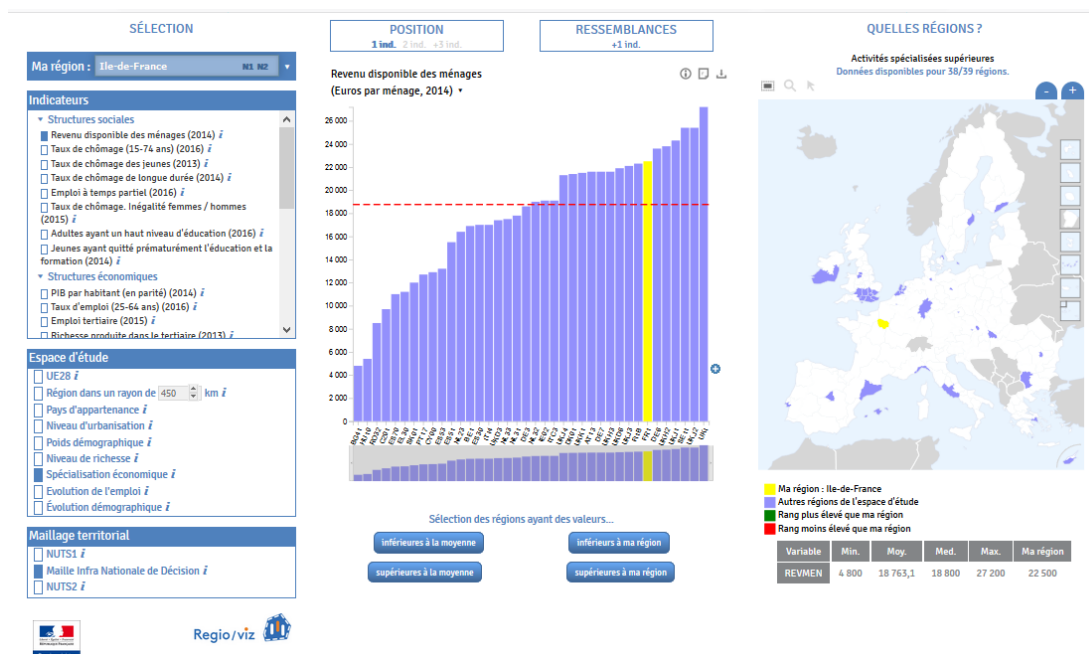 SÉLECTION
Ma région : Ile-de-France N1 N2
Indicateurs
Structures sociales
Revenu disponible des ménages (2014) i
Taux de chômage (15-74 ans) (2016) i
Taux de chômage des jeunes (2013) i
Taux de chômage de longue durée (2014) i
Emploi à temps partiel (2016) i
Taux de chômage. Inégalité femmes / hommes
(2015) i
Adultes ayant un haut niveau d'éducation (2016) i
Jeunes ayant quitté prématurément l'éducation et la
formation (2014) i
Structures économiques
PIB par habitant (en parité) (2014) i
Taux d'emploi (25-64 ans) (2016) i
Emploi tertiaire (2015) i
Richesse produite dans le tertiaire (2013) i
Espace d'étude
UE28 i
Région dans un rayon de 450 km i
Pays d'appartenance i
Niveau d'urbanisation i
Poids démographique i
Niveau de richesse i
Spécialisation économique i
Evolution de l'emploi i
Évolution démographique i
Maillage territorial
NUTS1 i
Maille Infra Nationale de Décision i
NUTS2 i
Regio/viz
POSITION
1 ind. 2 ind. +3 ind.
RESSEMBLANCES
+1 ind.
Revenu disponible des ménages
(Euros par ménage, 2014)
26 000
24 000
22 000
20 000
18 000
16 000
14 000
12 000
10 000
8 000
6 000
4 000
2 000
0
Sélection des régions ayant des valeurs...
inférieures à la moyenne
inférieurs à ma région
supérieures à la moyenne
supérieures à ma région
QUELLES RÉGIONS ?
Activités spécialisées supérieures
Données disponibles pour 38/39 régions.
- +
Ma région : Ile-de-France
Autres régions de l'espace d'étude
Rang plus élevé que ma région
Rang moins élevé que ma région
Variable Min. Moy. Med. Max. Ma région
REVMEN 4 800 18 763,1 18 800 27 200 22 500